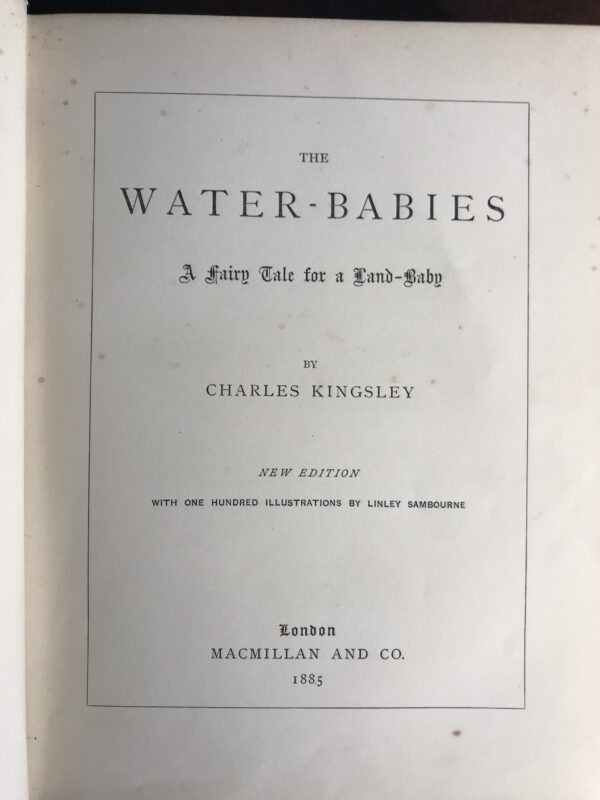 THE
WATER-BABIES
A Fairy Tale for a Land-Baby
BY
CHARLES KINGSLEY
NEW EDITION
WITH ONE HUNDRED ILLUSTRATIONS BY LINLEY SAMBOURNE
London
MACMILLAN AND CO.
1885